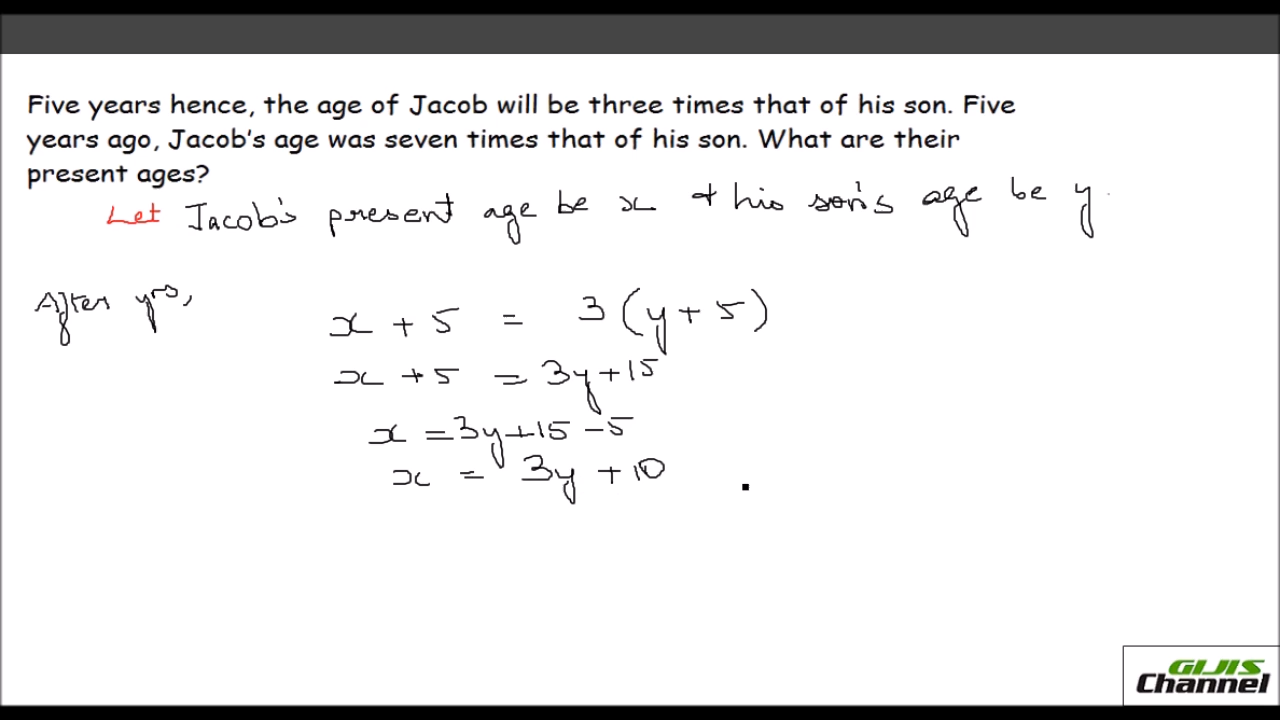 Five years hence, the age of Jacob will be three times that of his son. Five
years ago, Jacob's age was seven times that of his son. What are their
present ages?
Let Jacob's present age be x & his son's age be y
After yrs,
x + 5 = 3 (y + 5)
x + 5 = 3y + 15
x = 3y + 15 - 5
x = 3y + 10
GIJIS
Channel